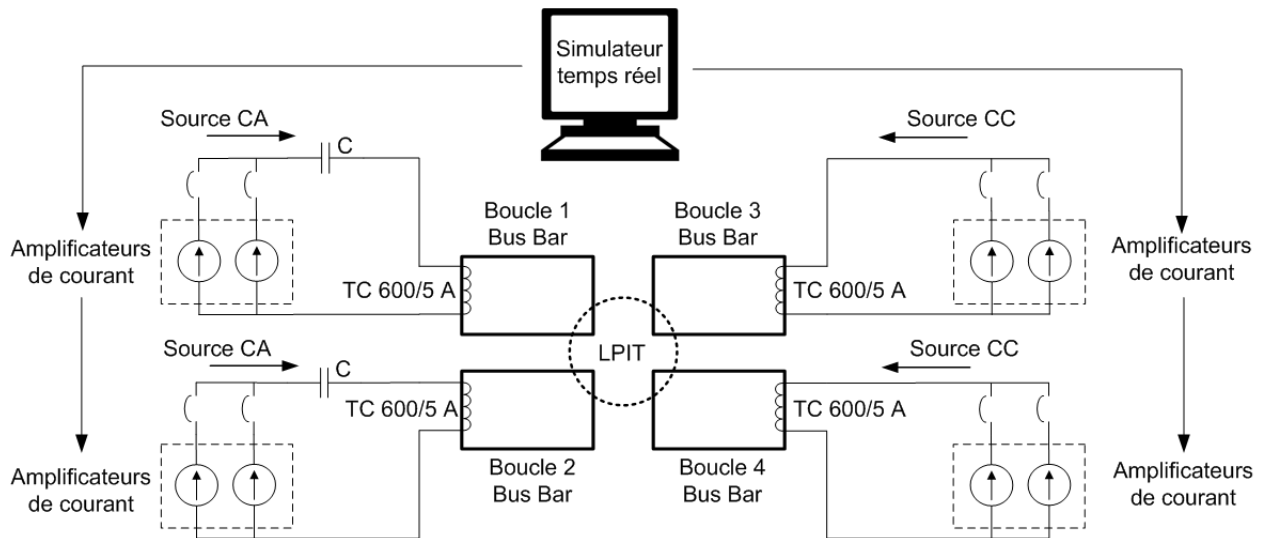 Simulateur
temps réel
Source CA
C
Source CC
Boucle 1
Bus Bar
Boucle 3
Bus Bar
Amplificateurs
de courant
TC 600/5 A
TC 600/5 A
Amplificateurs
de courant
LPIT
Source CA
C
Source CC
TC 600/5 A
TC 600/5 A
Boucle 2
Bus Bar
Boucle 4
Bus Bar
Amplificateurs
de courant
Amplificateurs
de courant